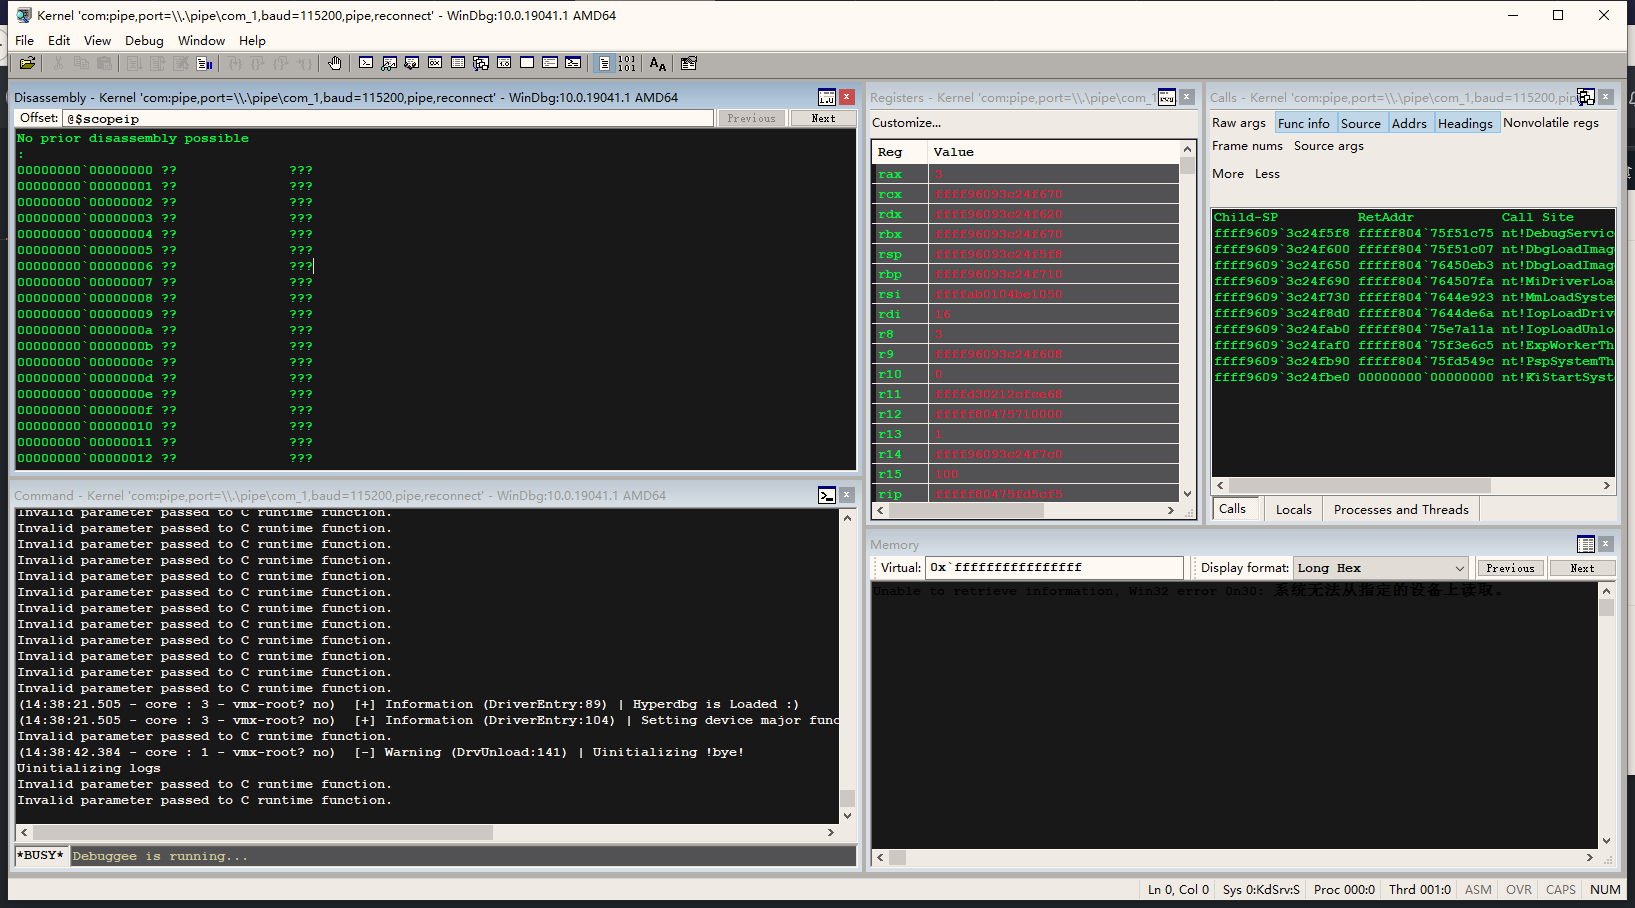 Kernel 'com:pipe,port=\\.\pipe\com_1,baud=115200,pipe,reconnect' - WinDbg:10.0.19041.1 AMD64
File Edit View Debug Window Help
Disassembly - Kernel 'com:pipe,port=\\.\pipe\com_1,baud=115200,pipe,reconnect' - WinDbg:10.0.19041.1 AMD64
Offset: @$scopeip Previous Next
No prior disassembly possible
:
00000000`00000000 ?? ???
00000000`00000001 ?? ???
00000000`00000002 ?? ???
00000000`00000003 ?? ???
00000000`00000004 ?? ???
00000000`00000005 ?? ???
00000000`00000006 ?? ???
00000000`00000007 ?? ???
00000000`00000008 ?? ???
00000000`00000009 ?? ???
00000000`0000000a ?? ???
00000000`0000000b ?? ???
00000000`0000000c ?? ???
00000000`0000000d ?? ???
00000000`0000000e ?? ???
00000000`0000000f ?? ???
00000000`00000010 ?? ???
00000000`00000011 ?? ???
00000000`00000012 ?? ???
Registers - Kernel 'com:pipe,port=\\.\pipe\com_1,baud=115200,pipe,reconnect' - W
Customize...
Reg Value
rax 3
rcx ffff96093c24f670
rdx ffff96093c24f620
rbx ffff96093c24f670
rsp ffff96093c24f5f8
rbp ffff96093c24f710
rsi ffffab0104be1050
rdi 16
r8 3
r9 ffff96093c24f608
r10 0
r11 ffffd30212cfce68
r12 fffff80475710000
r13 1
r14 ffff96093c24f7c0
r15 100
rip fffff80475fd5cf5
Calls - Kernel 'com:pipe,port=\\.\pipe\com_1,baud=115200,pip
Raw args Func info Source Addrs Headings Nonvolatile regs
Frame nums Source args
More Less
Child-SP RetAddr Call Site
ffff9609`3c24f5f8 fffff804`75f51c75 nt!DebugServic
ffff9609`3c24f600 fffff804`75f51c07 nt!DbgLoadImag
ffff9609`3c24f650 fffff804`76450eb3 nt!DbgLoadImag
ffff9609`3c24f690 fffff804`764507fa nt!MiDriverLoa
ffff9609`3c24f730 fffff804`7644e923 nt!MmLoadSyste
ffff9609`3c24f8d0 fffff804`7644de6a nt!IopLoadDriv
ffff9609`3c24fab0 fffff804`75e7a11a nt!IopLoadUnlo
ffff9609`3c24faf0 fffff804`75f3e6c5 nt!ExpWorkerTh
ffff9609`3c24fb90 fffff804`75fd549c nt!PspSystemTh
ffff9609`3c24fbe0 00000000`00000000 nt!KiStartSyst
Calls Locals Processes and Threads
Command - Kernel 'com:pipe,port=\\.\pipe\com_1,baud=115200,pipe,reconnect' - WinDbg:10.0.19041.1 AMD64
Invalid parameter passed to C runtime function.
Invalid parameter passed to C runtime function.
Invalid parameter passed to C runtime function.
Invalid parameter passed to C runtime function.
Invalid parameter passed to C runtime function.
Invalid parameter passed to C runtime function.
Invalid parameter passed to C runtime function.
Invalid parameter passed to C runtime function.
Invalid parameter passed to C runtime function.
Invalid parameter passed to C runtime function.
Invalid parameter passed to C runtime function.
Invalid parameter passed to C runtime function.
(14:38:21.505 - core : 3 - vmx-root? no) [+] Information (DriverEntry:89) | Hyperdbg is Loaded :)
(14:38:21.505 - core : 3 - vmx-root? no) [+] Information (DriverEntry:104) | Setting device major func
Invalid parameter passed to C runtime function.
(14:38:42.384 - core : 1 - vmx-root? no) [-] Warning (DrvUnload:141) | Uinitializing !bye!
Uinitializing logs
Invalid parameter passed to C runtime function.
Invalid parameter passed to C runtime function.
*BUSY* Debuggee is running...
Memory
Virtual: 0x`ffffffffffffffff Display format: Long Hex Previous Next
Unable to retrieve information, Win32 error 0n30: 系统无法从指定的设备上读取。
Ln 0, Col 0 Sys 0:KdSrv:S Proc 000:0 Thrd 001:0 ASM OVR CAPS NUM